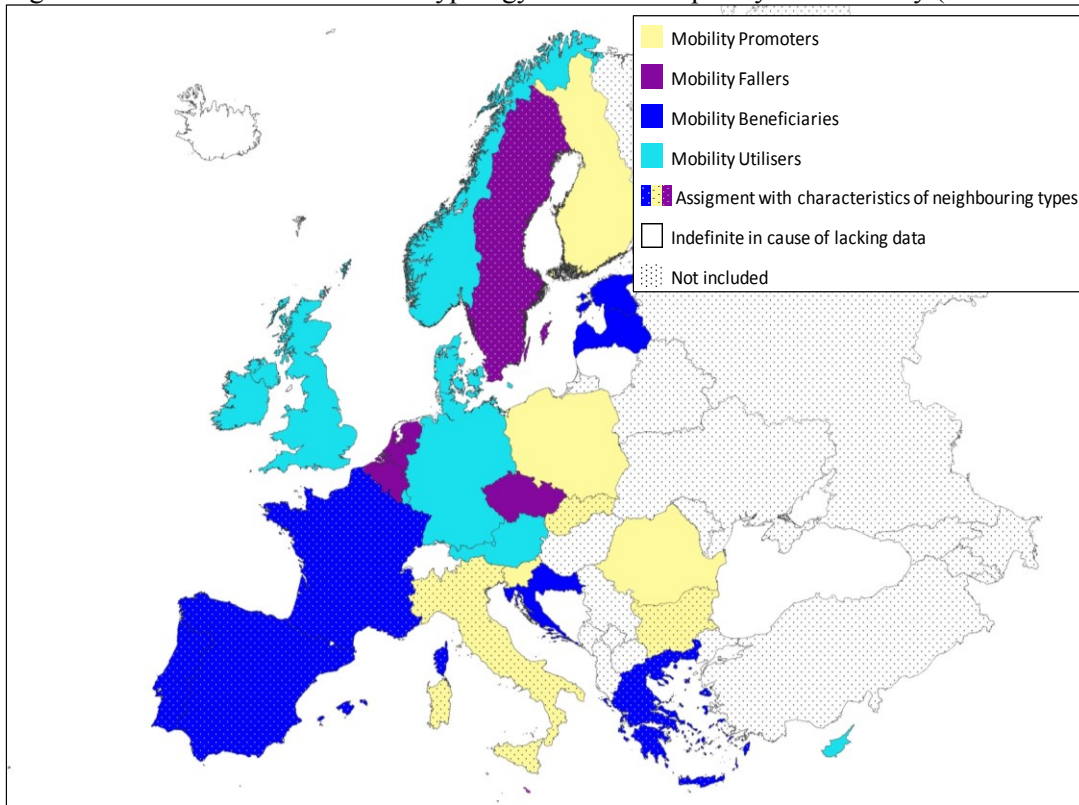 Mobility Promoters
Mobility Fallers
Mobility Beneficiaries
Mobility Utilisers
Assigment with characteristics of neighbouring types
Indefinite in cause of lacking data
Not included